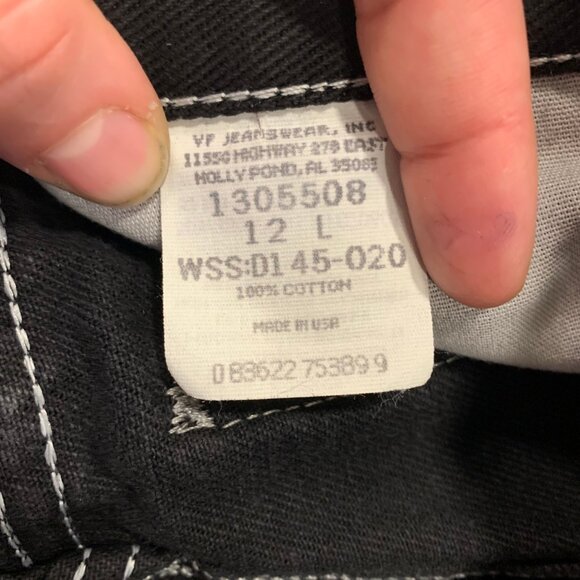 VF JEANSWEAR, INC
11550 HIGHWAY 278 EAST
HOLLY POND, AL 35083
1305508
12 L
WSS:D145-020
100% COTTON
MADE IN USA
0 83622 75389 9